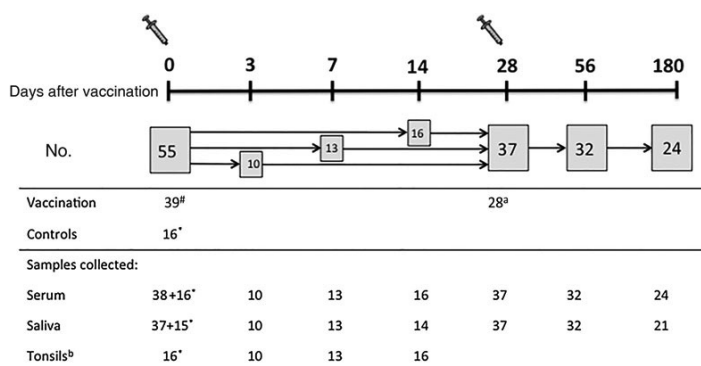 0 3 7 14 28 56 180
Days after vaccination
No. 55 10 13 16 37 32 24
Vaccination 39# 28ᵃ
Controls 16*
Samples collected:
Serum 38+16* 10 13 16 37 32 24
Saliva 37+15* 10 13 14 37 32 21
Tonsilsᵇ 16* 10 13 16